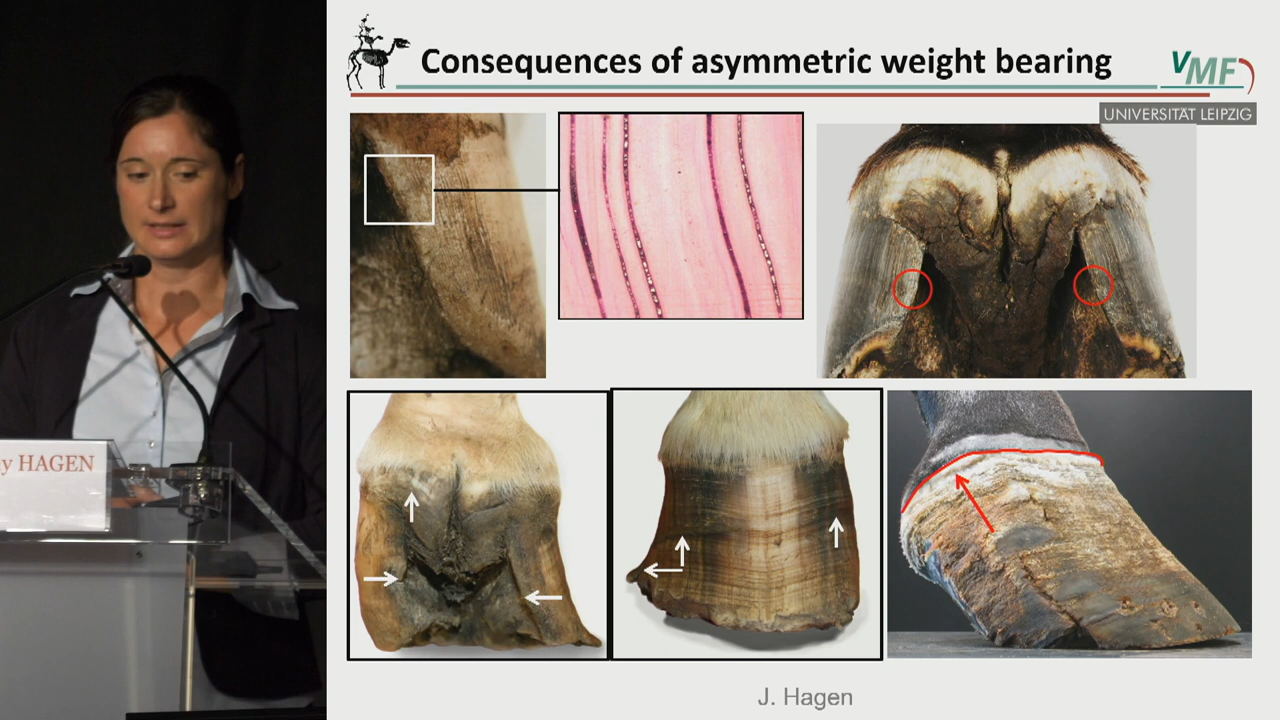 Consequences of asymmetric weight bearing
VMF
UNIVERSITÄT LEIPZIG
y HAGEN
J. Hagen